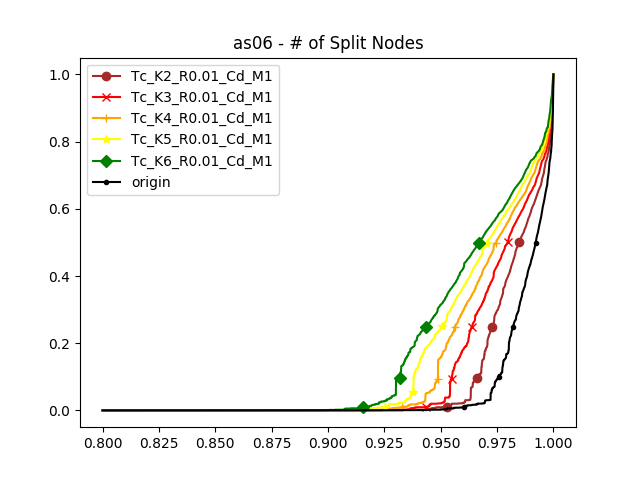 as06 - # of Split Nodes
1.0
0.8
0.6
0.4
0.2
0.0
Tc_K2_R0.01_Cd_M1
Tc_K3_R0.01_Cd_M1
Tc_K4_R0.01_Cd_M1
Tc_K5_R0.01_Cd_M1
Tc_K6_R0.01_Cd_M1
origin
0.800 0.825 0.850 0.875 0.900 0.925 0.950 0.975 1.000